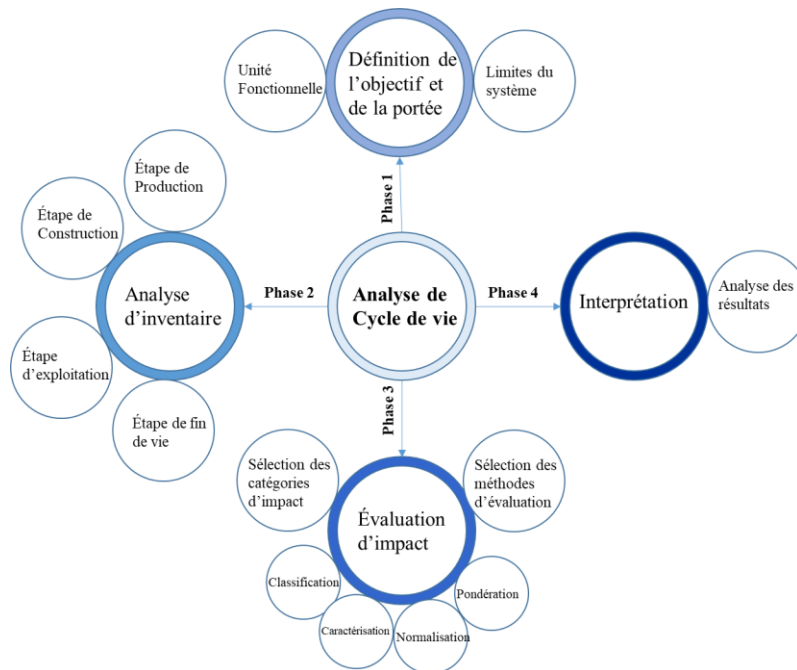 Unité
Fonctionnelle
Définition de
l’objectif et
de la portée
Limites du
système
Phase 1
Étape de
Production
Étape de
Construction
Analyse
d’inventaire
Étape
d’exploitation
Étape de fin
de vie
Phase 2
Analyse de
Cycle de vie
Phase 4
Interprétation
Analyse des
résultats
Phase 3
Sélection des
catégories
d’impact
Évaluation
d’impact
Sélection des
méthodes
d’évaluation
Classification
Caractérisation
Normalisation
Pondération